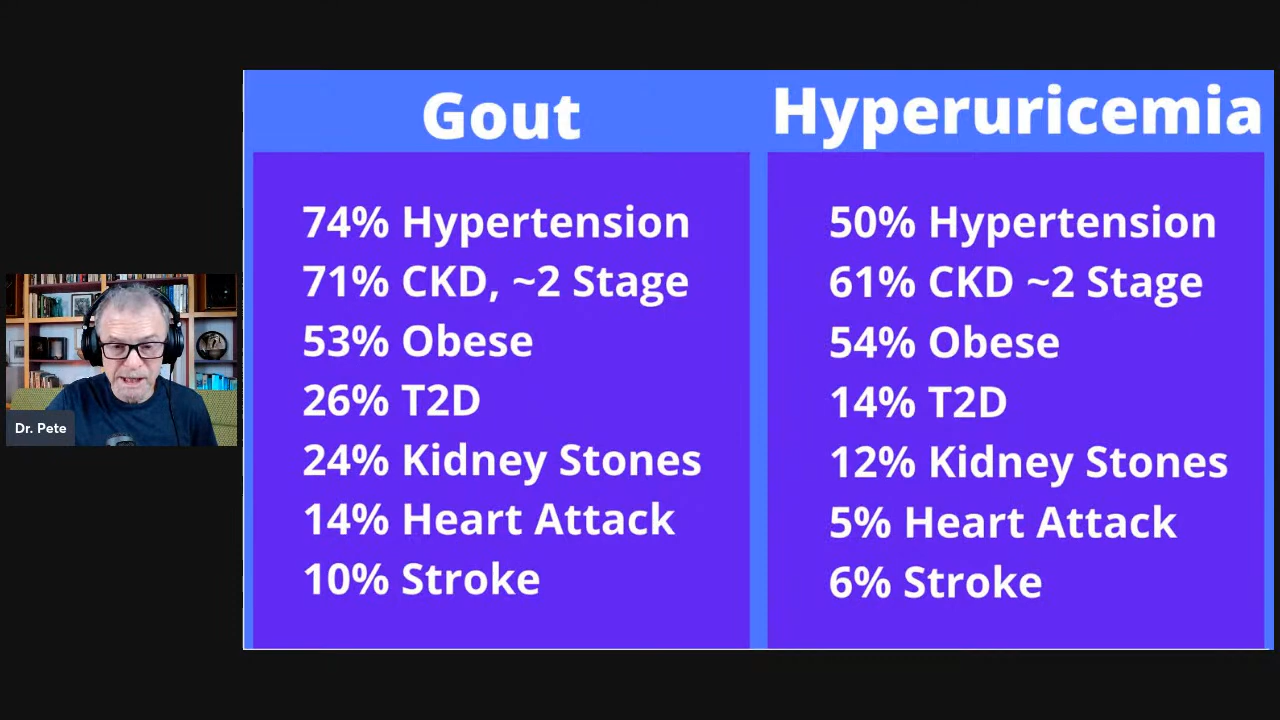 Gout
74% Hypertension
71% CKD, ~2 Stage
53% Obese
26% T2D
24% Kidney Stones
14% Heart Attack
10% Stroke
Hyperuricemia
50% Hypertension
61% CKD ~2 Stage
54% Obese
14% T2D
12% Kidney Stones
5% Heart Attack
6% Stroke
Dr. Pete